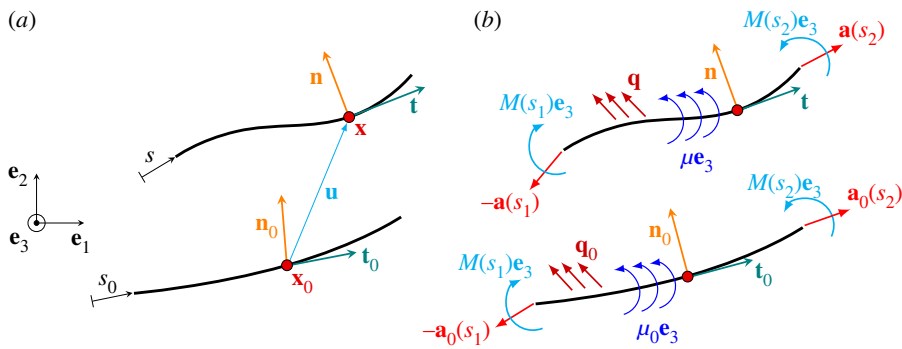 (a)
n
t
x
s
u
e₂
e₃
e₁
n₀
t₀
x₀
s₀
(b)
M(s₂)e₃
a(s₂)
n
q
M(s₁)e₃
t
μe₃
–a(s₁)
M(s₂)e₃
a₀(s₂)
n₀
q₀
M(s₁)e₃
t₀
–a₀(s₁)
μ₀e₃